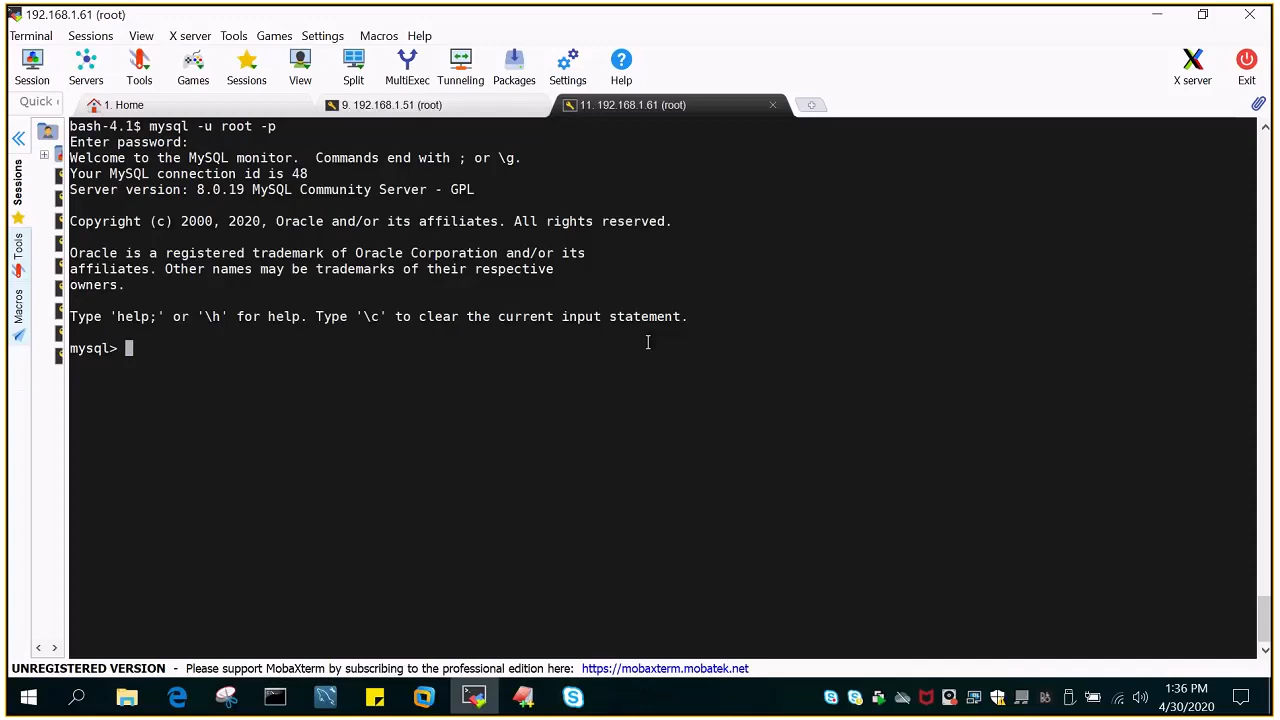 192.168.1.61 (root)
Terminal Sessions View X server Tools Games Settings Macros Help
Session Servers Tools Games Sessions View Split MultiExec Tunneling Packages Settings Help X server Exit
Quick
1. Home
9. 192.168.1.51 (root)
11. 192.168.1.61 (root)
Sessions
Tools
Macros
bash-4.1$ mysql -u root -p
Enter password:
Welcome to the MySQL monitor.  Commands end with ; or \g.
Your MySQL connection id is 48
Server version: 8.0.19 MySQL Community Server - GPL
Copyright (c) 2000, 2020, Oracle and/or its affiliates. All rights reserved.
Oracle is a registered trademark of Oracle Corporation and/or its
affiliates. Other names may be trademarks of their respective
owners.
Type 'help;' or '\h' for help. Type '\c' to clear the current input statement.
mysql>
UNREGISTERED VERSION - Please support MobaXterm by subscribing to the professional edition here: https://mobaxterm.mobatek.net
1:36 PM
4/30/2020